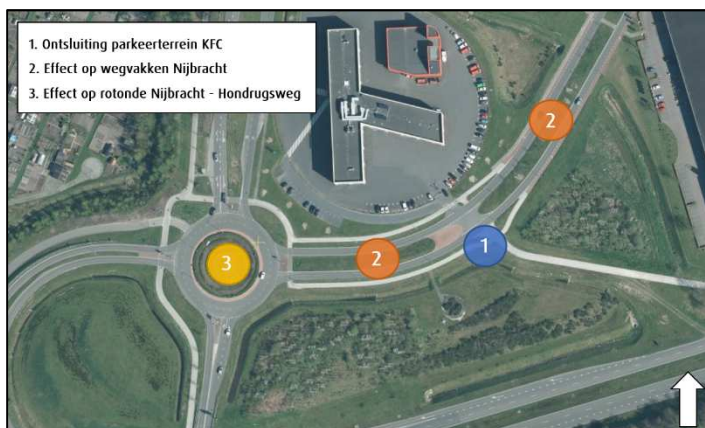 1. Ontsluiting parkeerterrein KFC
2. Effect op wegvakken Nijbracht
3. Effect op rotonde Nijbracht - Hondrugsweg
2
2
1
3